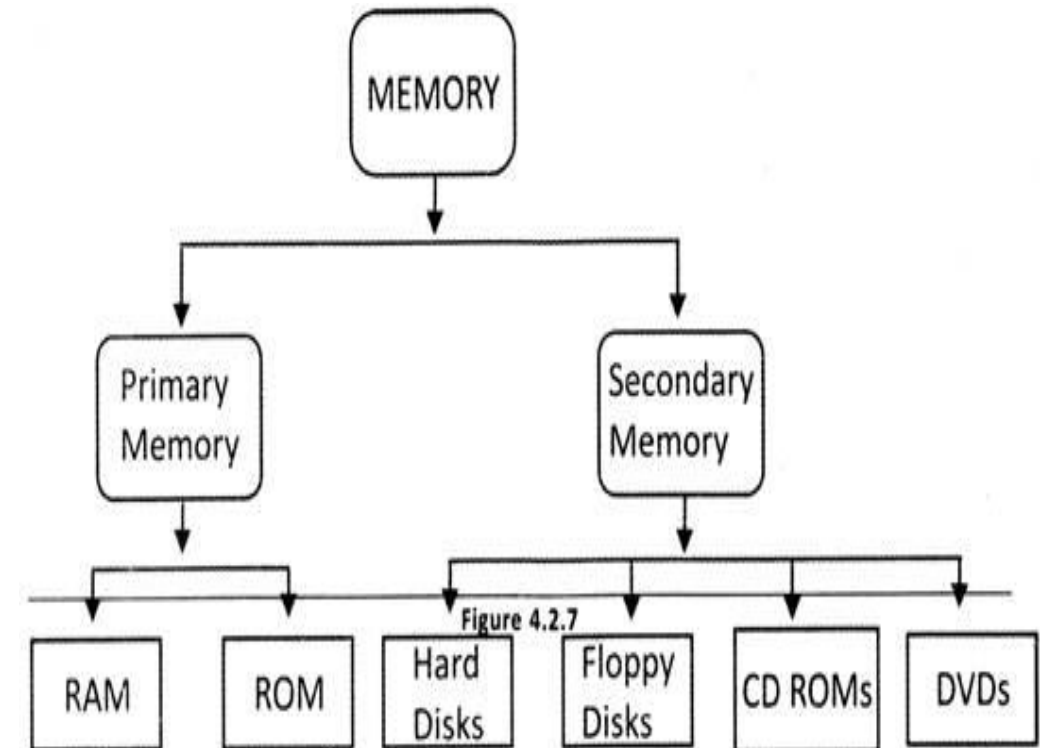 MEMORY
Primary
Memory
Secondary
Memory
Figure 4.2.7
RAM
ROM
Hard
Disks
Floppy
Disks
CD ROMs
DVDs